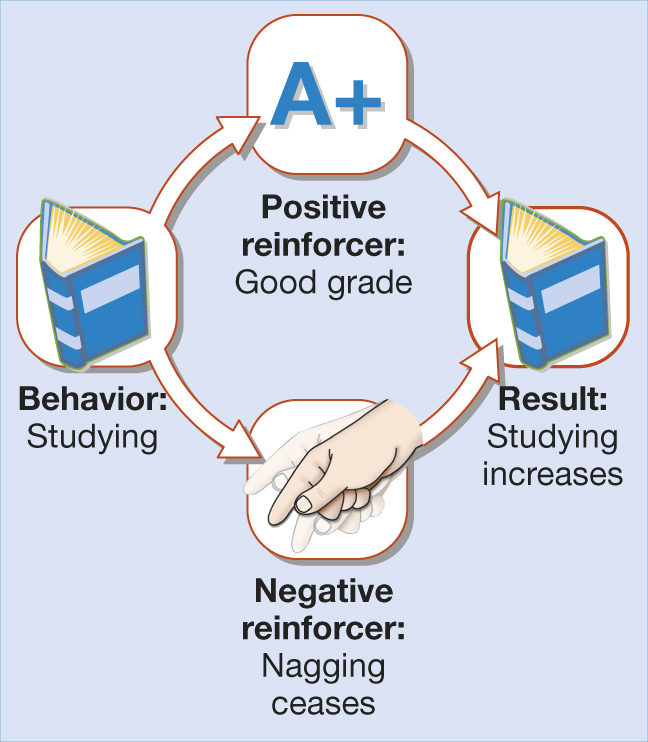 A+
Positive
reinforcer:
Good grade
Behavior:
Studying
Result:
Studying
increases
Negative
reinforcer:
Nagging
ceases